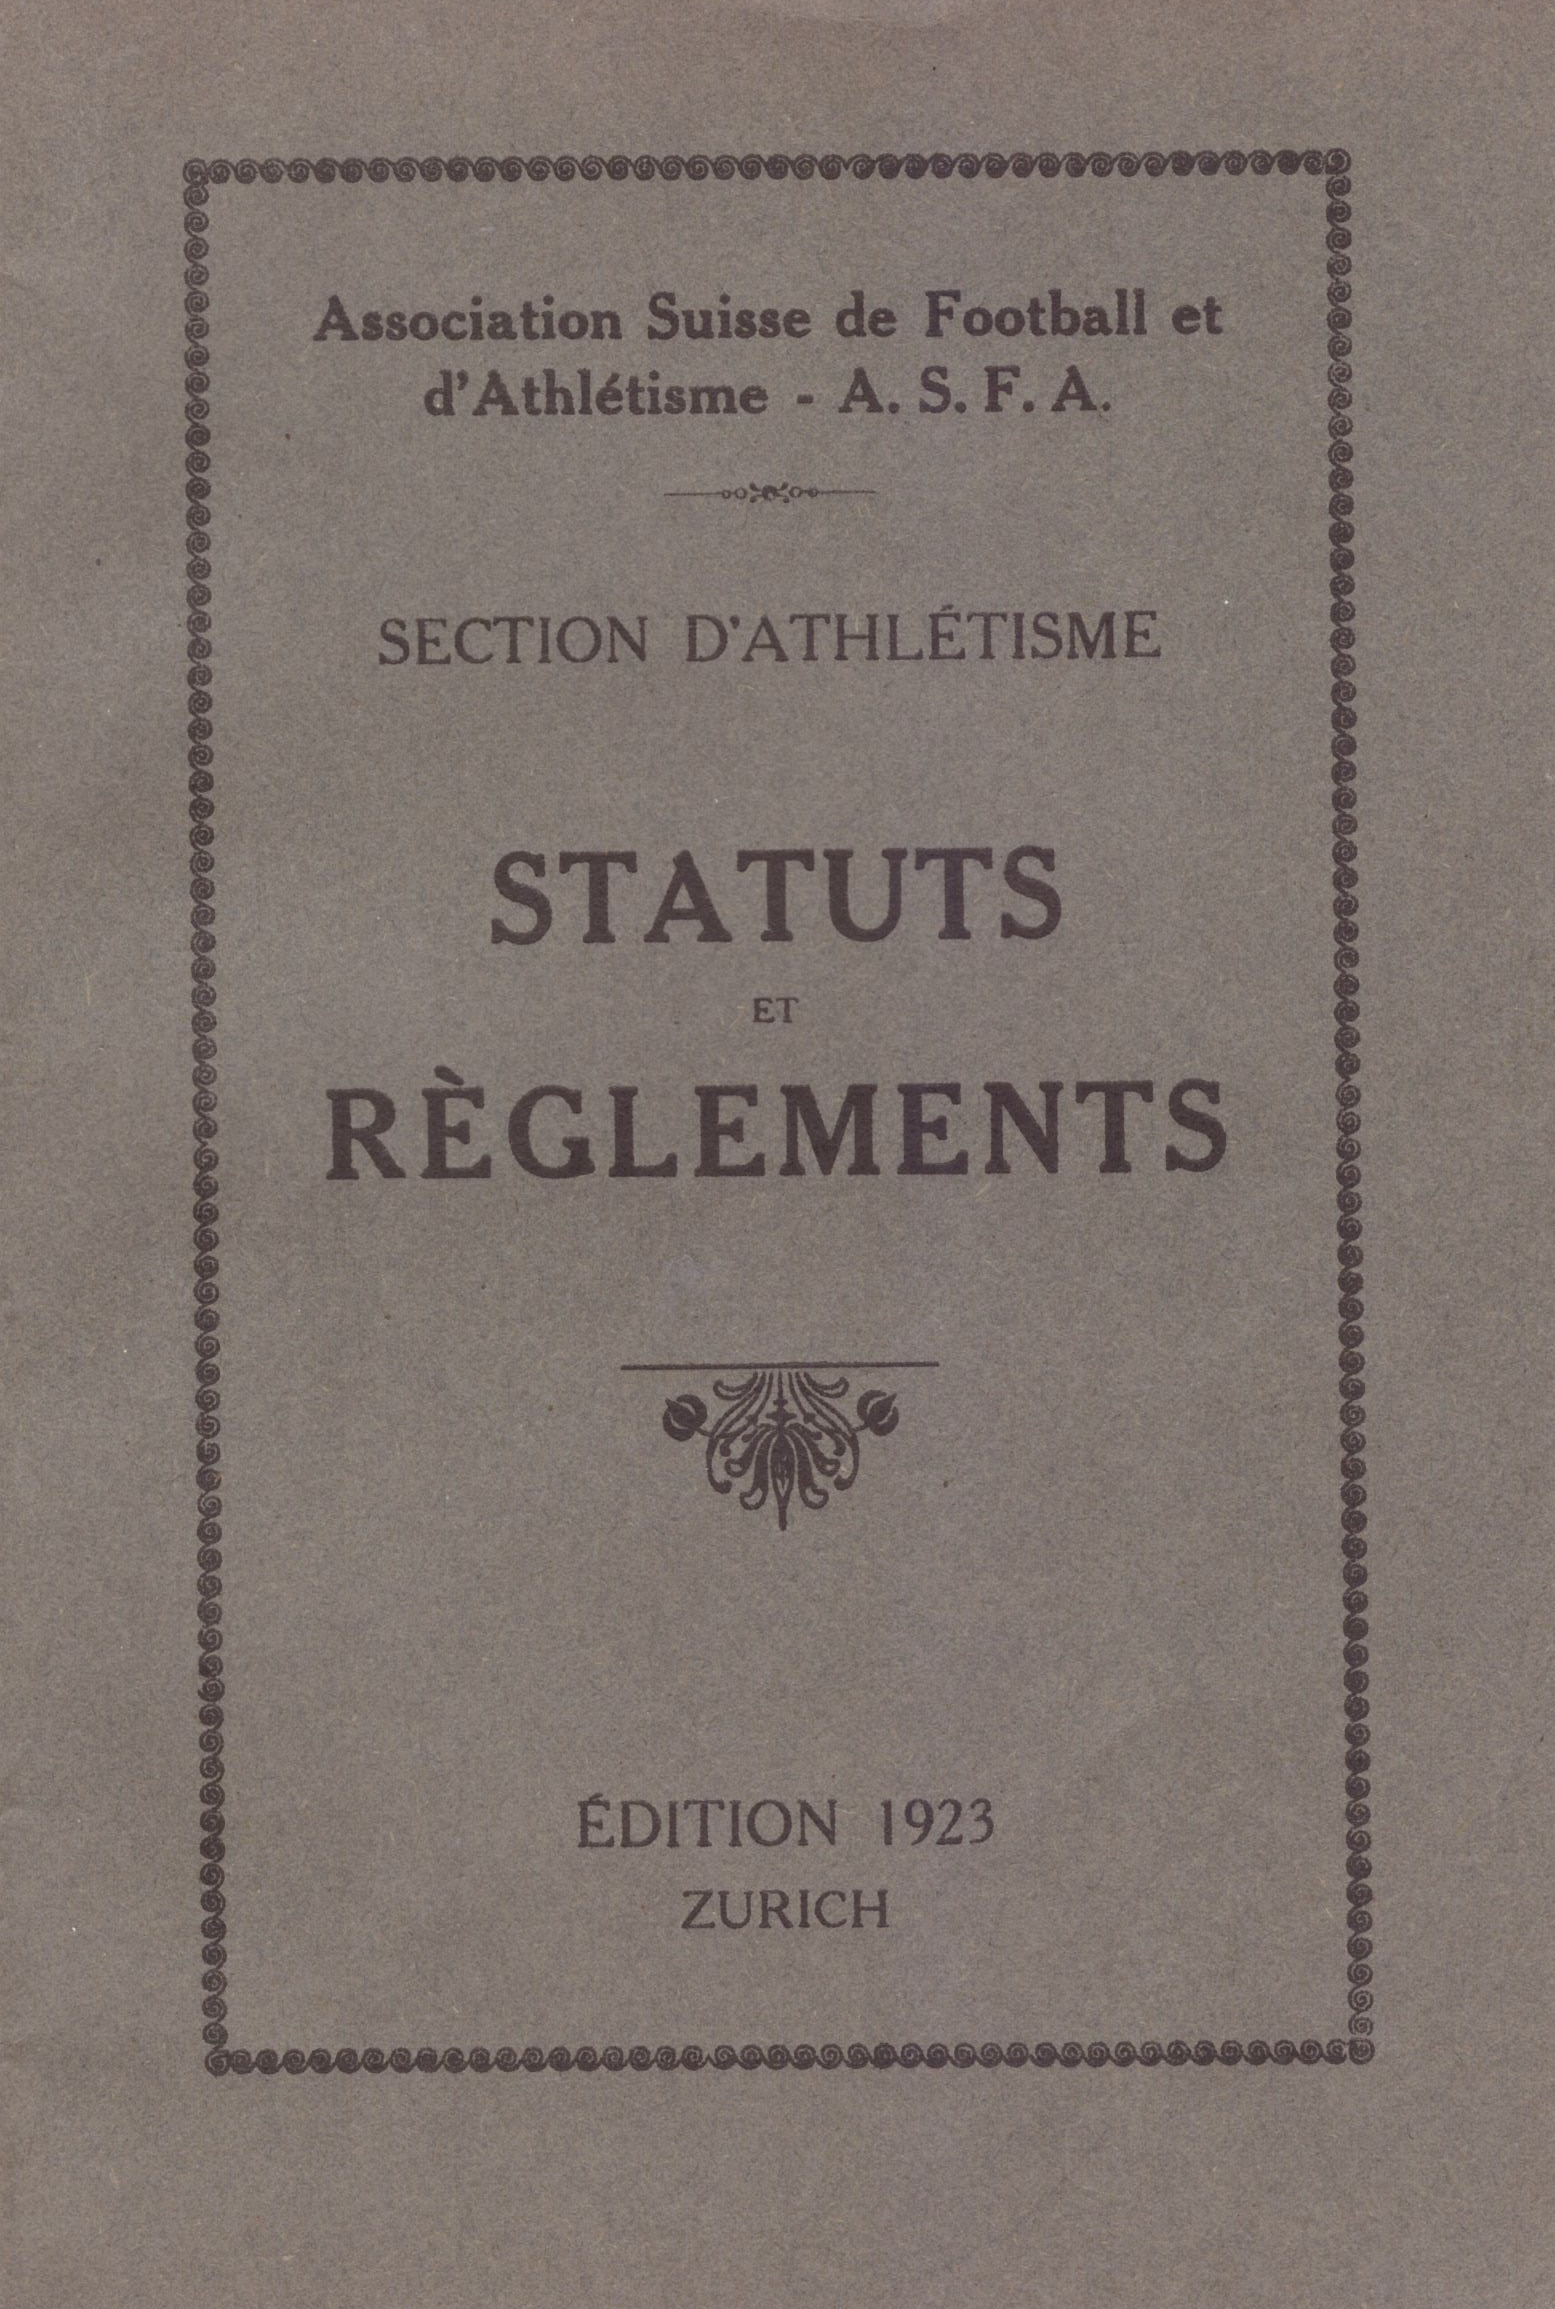 Association Suisse de Football et
d'Athlétisme - A. S. F. A.
SECTION D'ATHLÉTISME
STATUTS
ET
RÈGLEMENTS
ÉDITION 1923
ZURICH